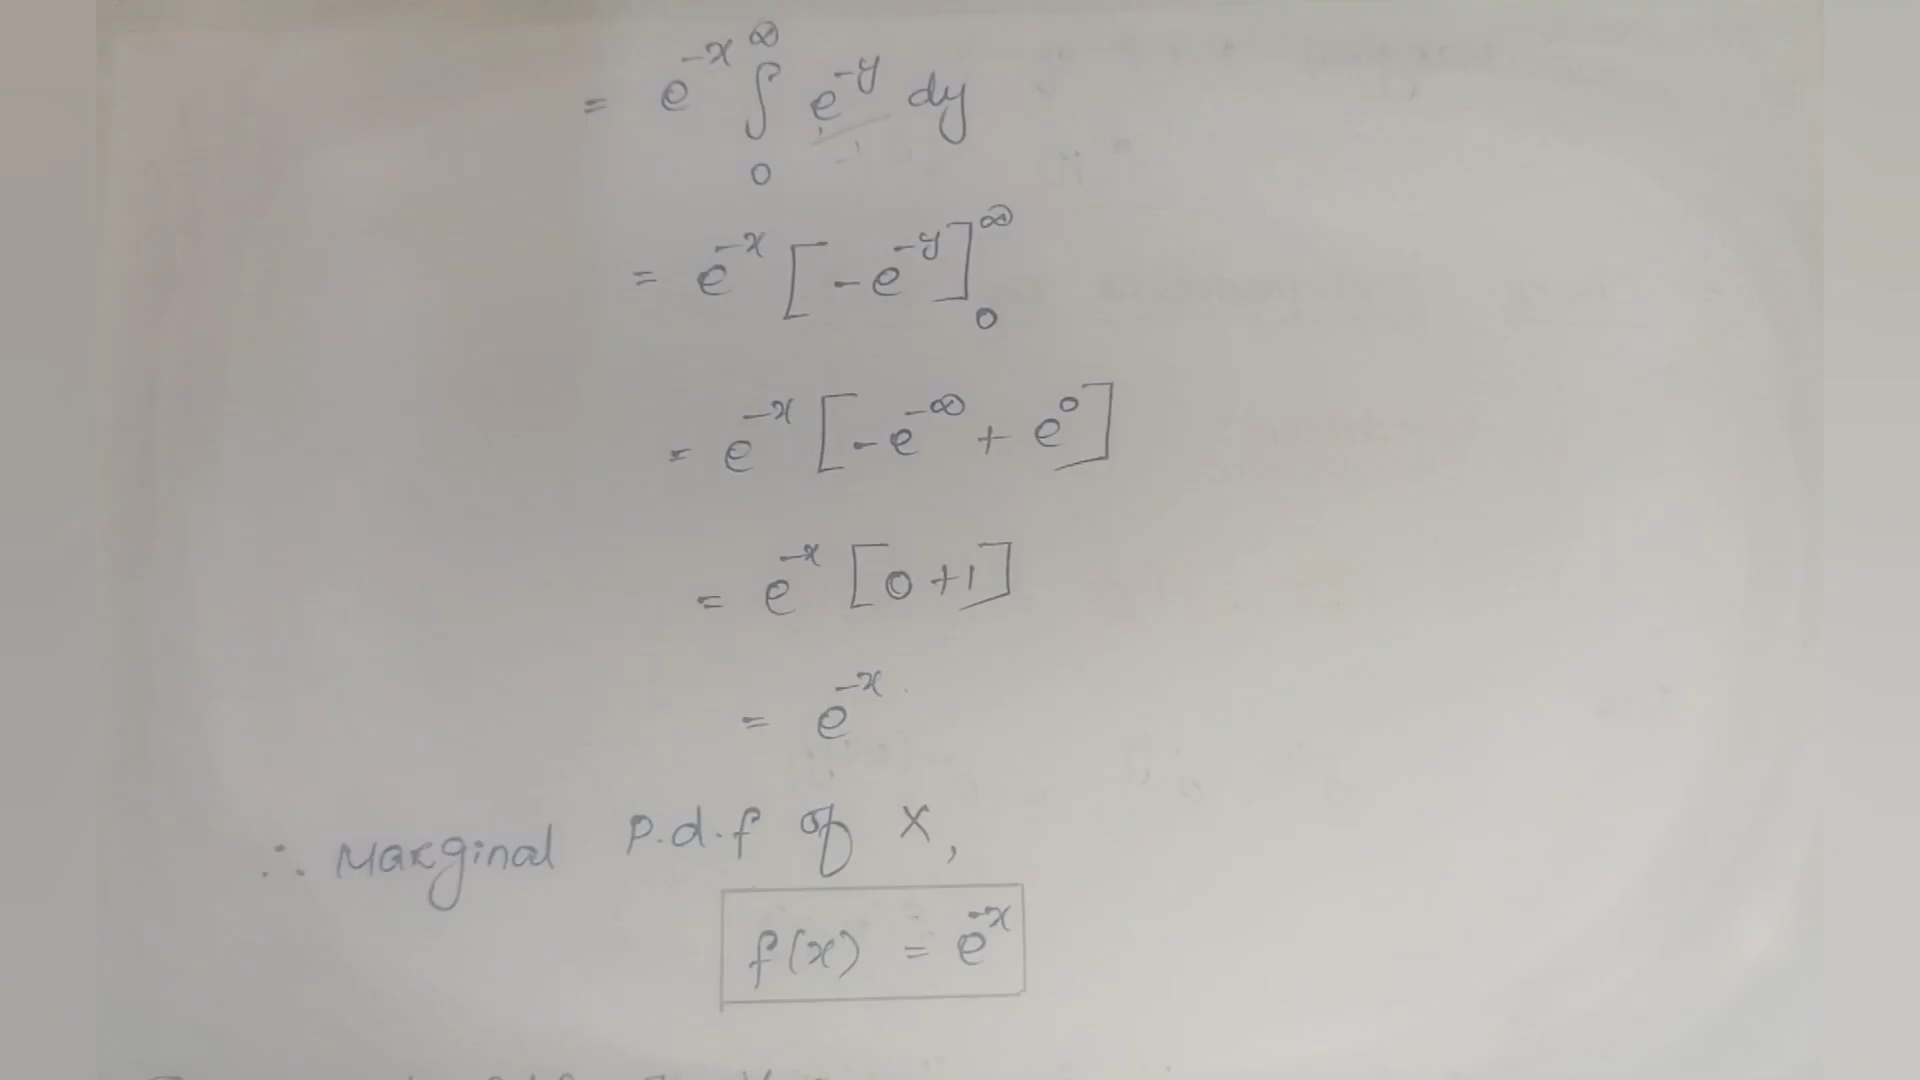 = e^{-x} ∫_0^∞ e^{-y} dy
= e^{-x} [-e^{-y}]_0^∞
= e^{-x} [-e^{-∞} + e^0]
= e^{-x} [0+1]
= e^{-x}
∴ Marginal p.d.f of X,
f(x) = e^{-x}